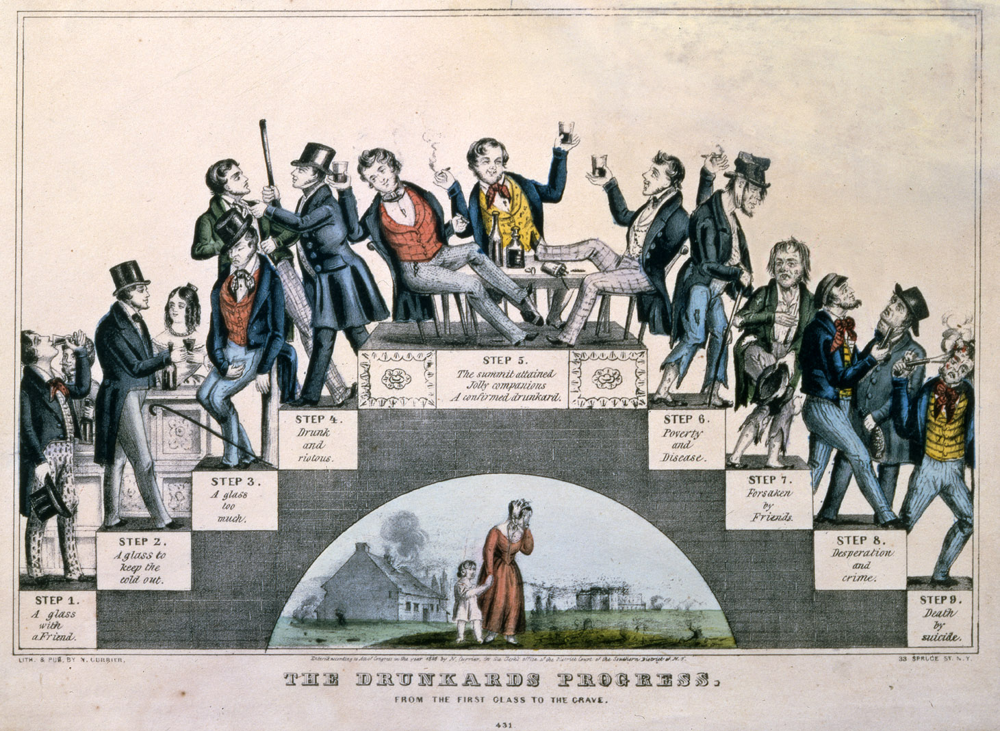 STEP 1.
A glass
with
a Friend.
STEP 2.
A glass to
keep the
cold out.
STEP 3.
A glass
too
much.
STEP 4.
Drunk
and
riotous.
STEP 5.
The summit attained
Jolly companions
A confirmed drunkard.
STEP 6.
Poverty
and
Disease.
STEP 7.
Forsaken
by
Friends.
STEP 8.
Desperation
and
crime.
STEP 9.
Death
by
suicide.
LITH. & PUB. BY N. CURRIER,
Entered according to Act of Congress in the year 1846 by N. Currier, in the Clerk's office of the District Court of the Southern District of N.Y.
33 SPRUCE ST. N.Y.
THE DRUNKARDS PROGRESS.
FROM THE FIRST GLASS TO THE GRAVE.
431